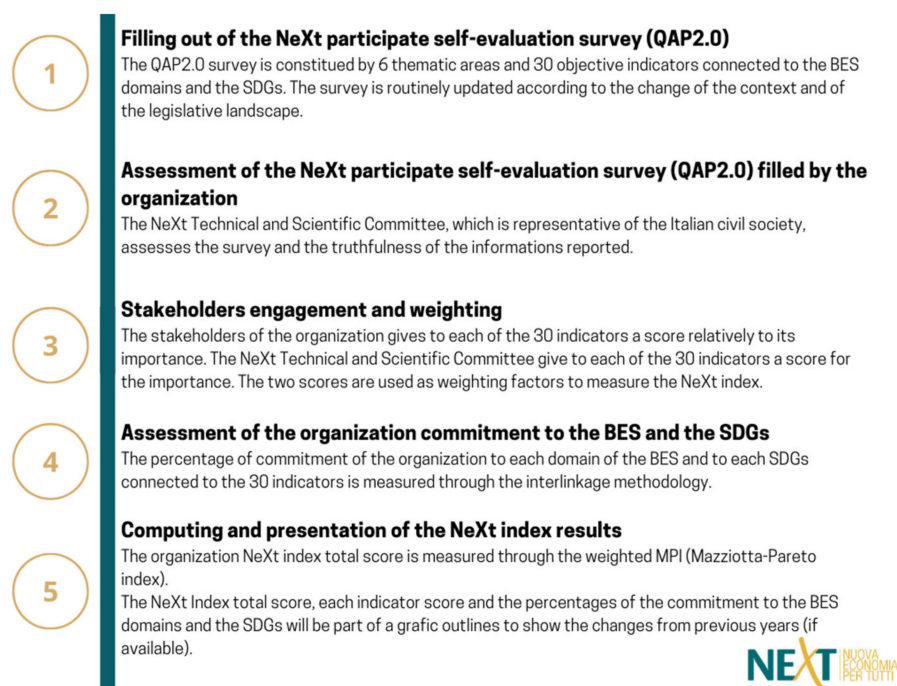 1
Filling out of the NeXt participate self-evaluation survey (QAP2.0)
The QAP2.0 survey is constitued by 6 thematic areas and 30 objective indicators connected to the BES
domains and the SDGs. The survey is routinely updated according to the change of the context and of
the legislative landscape.
2
Assessment of the NeXt participate self-evaluation survey (QAP2.0) filled by the
organization
The NeXt Technical and Scientific Committee, which is representative of the Italian civil society,
assesses the survey and the truthfulness of the informations reported.
3
Stakeholders engagement and weighting
The stakeholders of the organization gives to each of the 30 indicators a score relatively to its
importance. The NeXt Technical and Scientific Committee give to each of the 30 indicators a score for
the importance. The two scores are used as weighting factors to measure the NeXt index.
4
Assessment of the organization commitment to the BES and the SDGs
The percentage of commitment of the organization to each domain of the BES and to each SDGs
connected to the 30 indicators is measured through the interlinkage methodology.
5
Computing and presentation of the NeXt index results
The organization NeXt index total score is measured through the weighted MPI (Mazziotta-Pareto
index).
The NeXt Index total score, each indicator score and the percentages of the commitment to the BES
domains and the SDGs will be part of a grafic outlines to show the changes from previous years (if
available).
NEXT
NUOVA
ECONOMIA
PER TUTTI